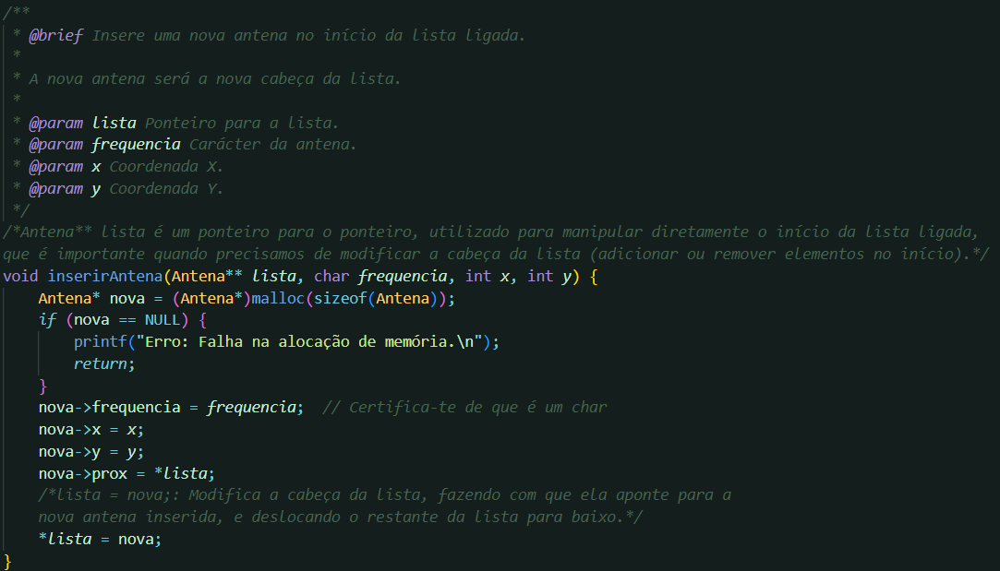 /**
 * @brief Insere uma nova antena no início da lista ligada.
 *
 * A nova antena será a nova cabeça da lista.
 *
 * @param lista Ponteiro para a lista.
 * @param frequencia Carácter da antena.
 * @param x Coordenada X.
 * @param y Coordenada Y.
 */
/*Antena** lista é um ponteiro para o ponteiro, utilizado para manipular diretamente o início da lista ligada,
que é importante quando precisamos de modificar a cabeça da lista (adicionar ou remover elementos no início).*/
void inserirAntena(Antena** lista, char frequencia, int x, int y) {
    Antena* nova = (Antena*)malloc(sizeof(Antena));
    if (nova == NULL) {
        printf("Erro: Falha na alocação de memória.\n");
        return;
    }
    nova->frequencia = frequencia;  // Certifica-te de que é um char
    nova->x = x;
    nova->y = y;
    nova->prox = *lista;
    /*lista = nova;: Modifica a cabeça da lista, fazendo com que ela aponte para a
    nova antena inserida, e deslocando o restante da lista para baixo.*/
    *lista = nova;
}